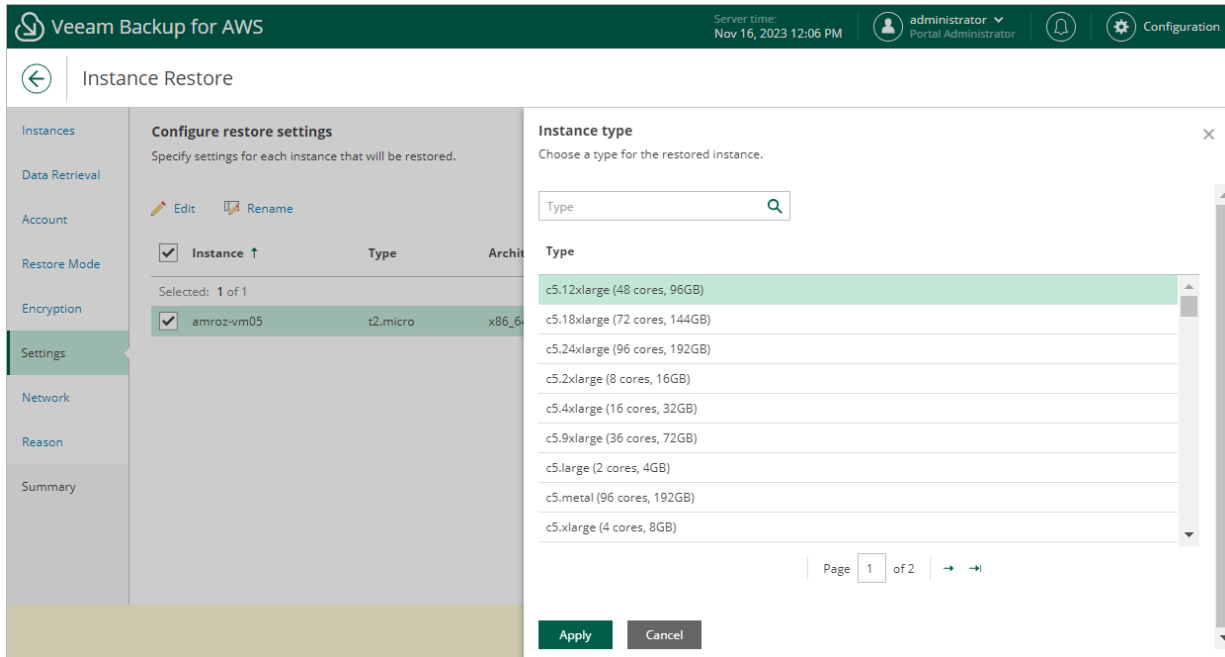 Veeam Backup for AWS
Server time:
Nov 16, 2023 12:06 PM
administrator
Portal Administrator
Configuration
Instance Restore
Instances
Data Retrieval
Account
Restore Mode
Encryption
Settings
Network
Reason
Summary
Configure restore settings
Specify settings for each instance that will be restored.
Edit Rename
Instance ↑ Type Archit
Selected: 1 of 1
amroz-vm05 t2.micro x86_64
Instance type
Choose a type for the restored instance.
Type
Type
c5.12xlarge (48 cores, 96GB)
c5.18xlarge (72 cores, 144GB)
c5.24xlarge (96 cores, 192GB)
c5.2xlarge (8 cores, 16GB)
c5.4xlarge (16 cores, 32GB)
c5.9xlarge (36 cores, 72GB)
c5.large (2 cores, 4GB)
c5.metal (96 cores, 192GB)
c5.xlarge (4 cores, 8GB)
Page 1 of 2
Apply Cancel